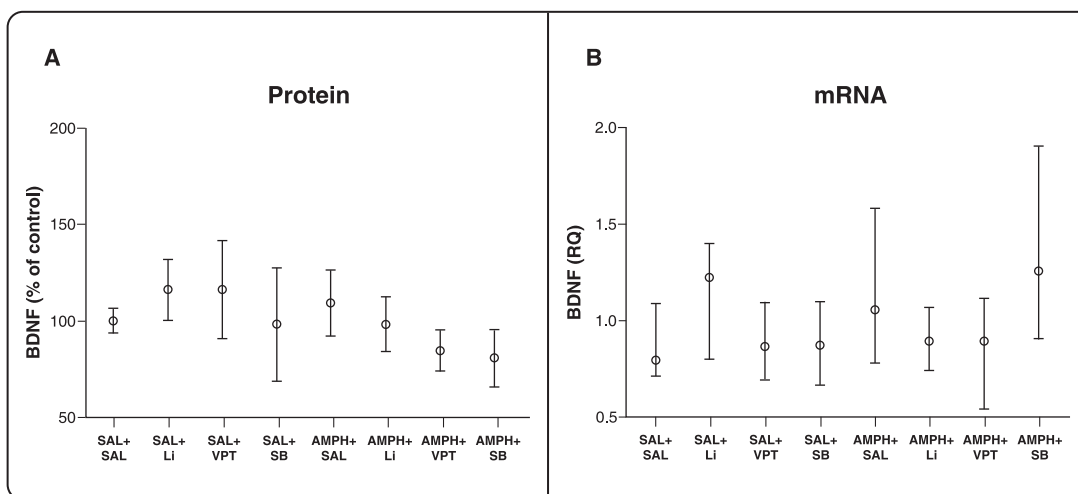 A
Protein
BDNF (% of control)
200
150
100
50
SAL+ SAL+ SAL+ SAL+ AMPH+ AMPH+ AMPH+ AMPH+
SAL Li VPT SB SAL Li VPT SB
B
mRNA
BDNF (RQ)
2.0
1.5
1.0
0.5
SAL+ SAL+ SAL+ SAL+ AMPH+ AMPH+ AMPH+ AMPH+
SAL Li VPT SB SAL Li VPT SB